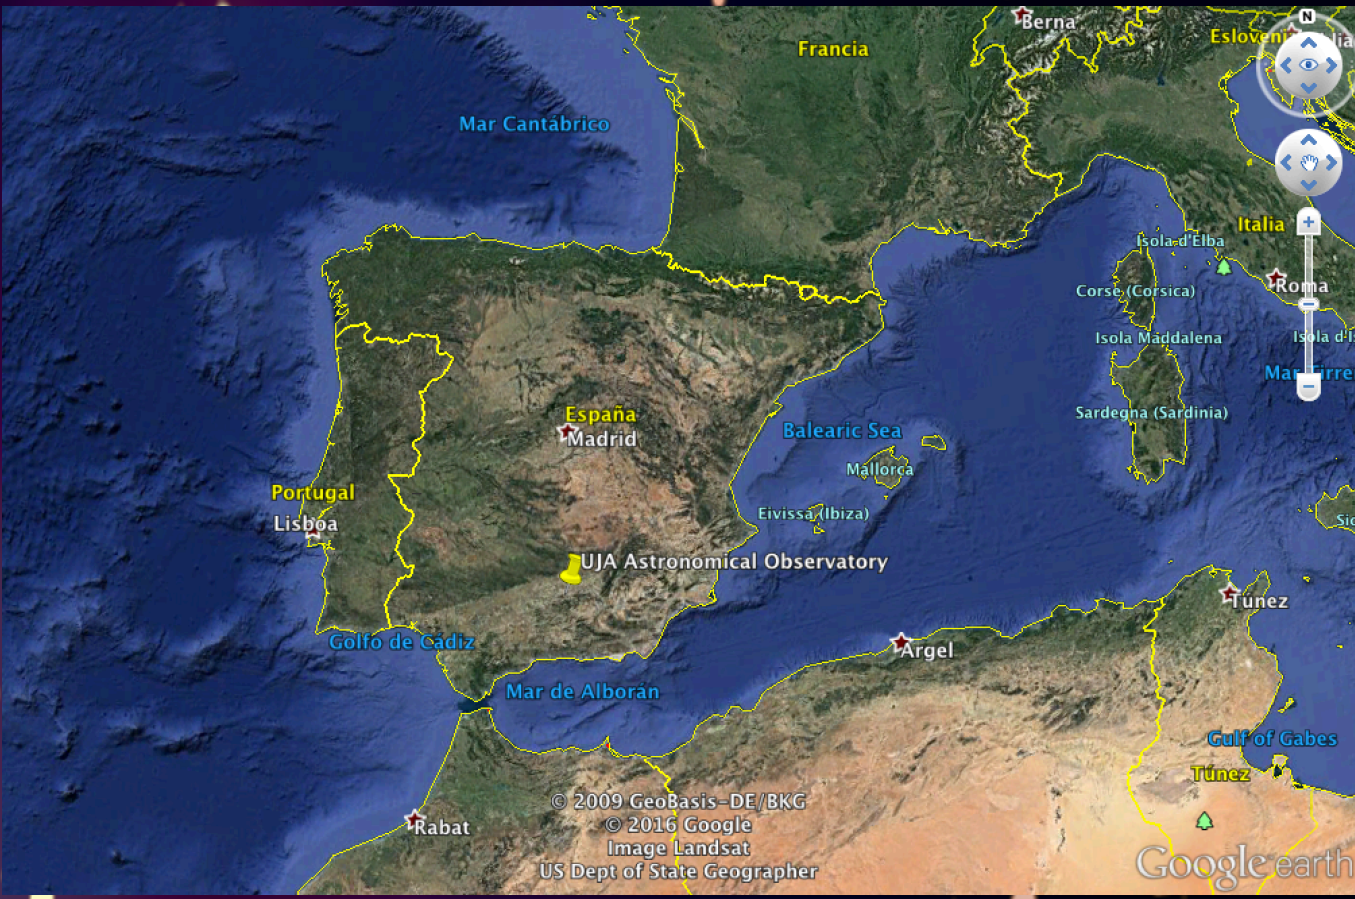 Berna
N
Francia
Mar Cantábrico
Italia
Isola d'Elba
Roma
Corse (Corsica)
Isola Maddalena
España
Madrid
Balearic Sea
Sardegna (Sardinia)
Mallorca
Portugal
Lisboa
Eivissa (Ibiza)
UJA Astronomical Observatory
Túnez
Golfo de Cádiz
Argel
Mar de Alborán
Gulf of Gabes
Túnez
Rabat
© 2009 GeoBasis-DE/BKG
© 2016 Google
Image Landsat
US Dept of State Geographer
Google earth